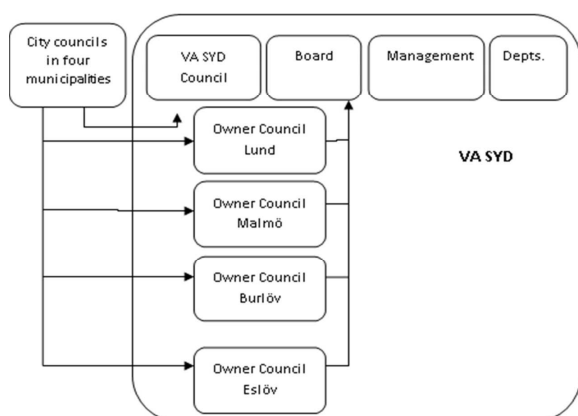 City councils
in four
municipalities
VA SYD
Council
Board
Management
Depts.
Owner Council
Lund
VA SYD
Owner Council
Malmö
Owner Council
Burlöv
Owner Council
Eslöv